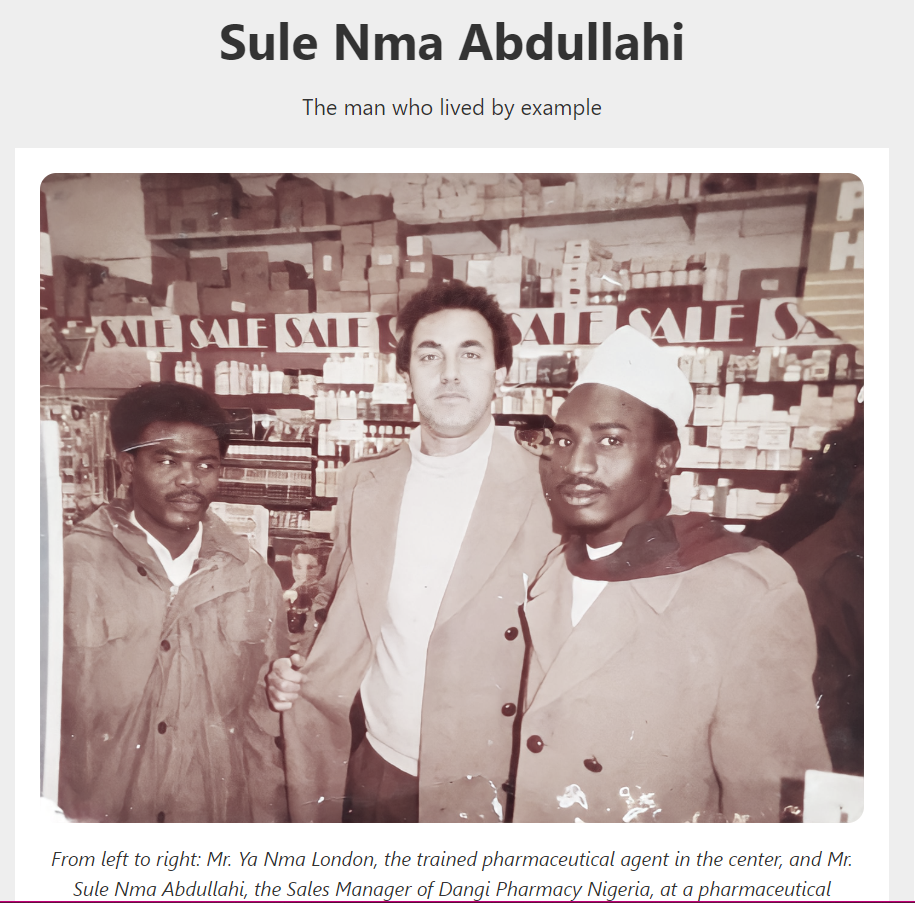 Sule Nma Abdullahi
The man who lived by example
SALE SALE SALE S SALE SALE SA
P
H
From left to right: Mr. Ya Nma London, the trained pharmaceutical agent in the center, and Mr.
Sule Nma Abdullahi, the Sales Manager of Dangi Pharmacy Nigeria, at a pharmaceutical